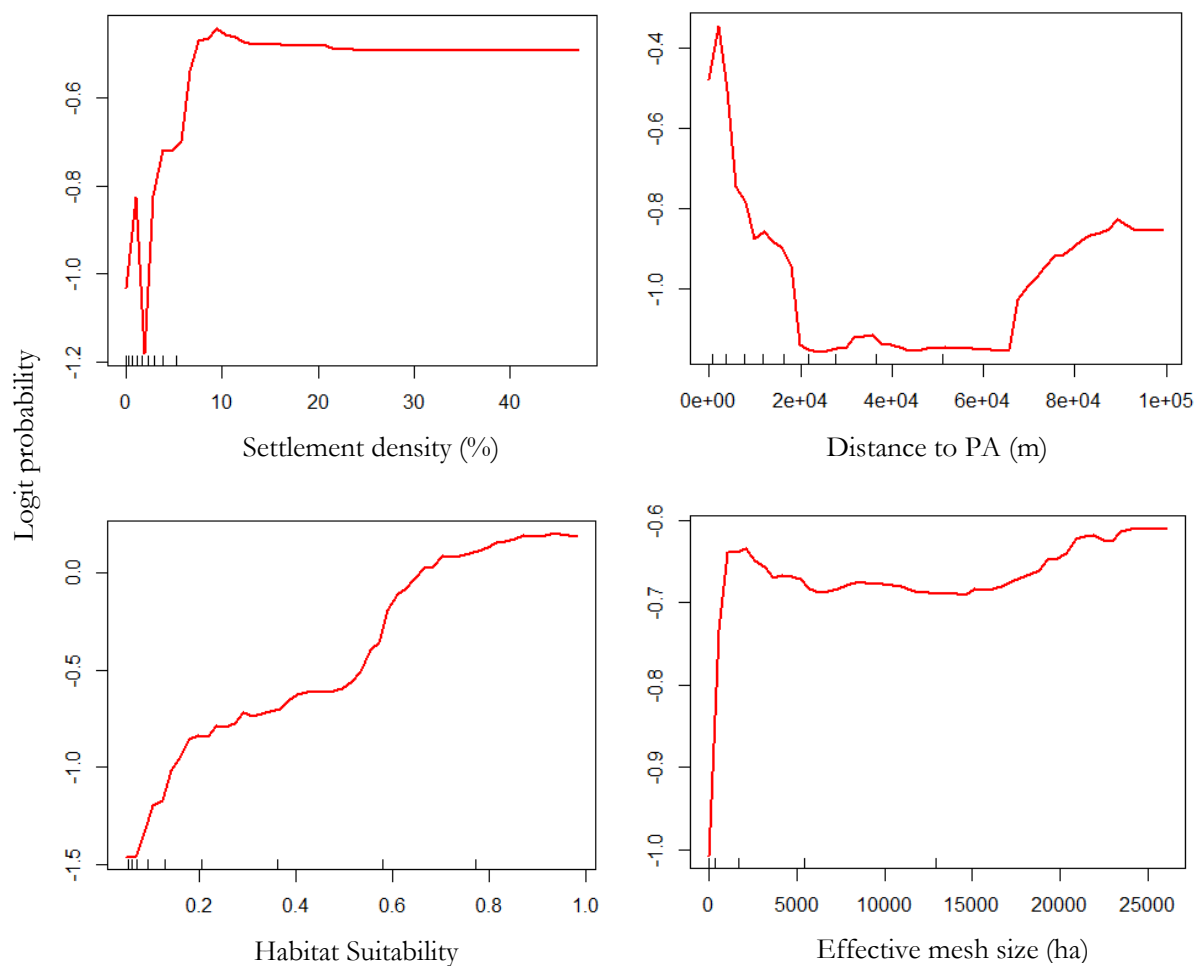 -0.6
-0.8
-1.0
-1.2
0 10 20 30 40
Settlement density (%)
-0.4
-0.6
-0.8
-1.0
0e+00 2e+04 4e+04 6e+04 8e+04 1e+05
Distance to PA (m)
Logit probability
0.0
-0.5
-1.0
-1.5
0.2 0.4 0.6 0.8 1.0
Habitat Suitability
-0.6
-0.7
-0.8
-0.9
-1.0
0 5000 10000 15000 20000 25000
Effective mesh size (ha)